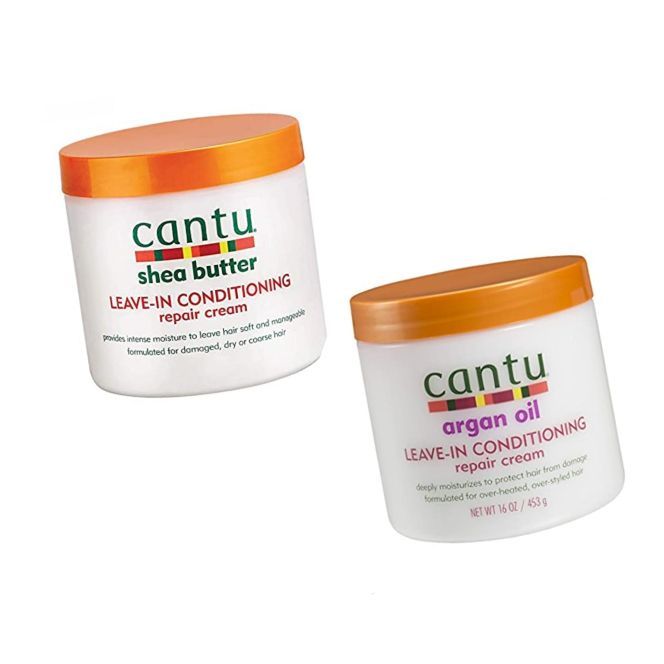 cantu
shea butter
LEAVE-IN CONDITIONING
repair cream
provides intense moisture to leave hair soft and manageable
formulated for damaged, dry or coarse hair
cantu
argan oil
LEAVE-IN CONDITIONING
repair cream
deeply moisturizes to protect hair from damage
formulated for over-heated, over-styled hair
NET WT 16 OZ / 453 g